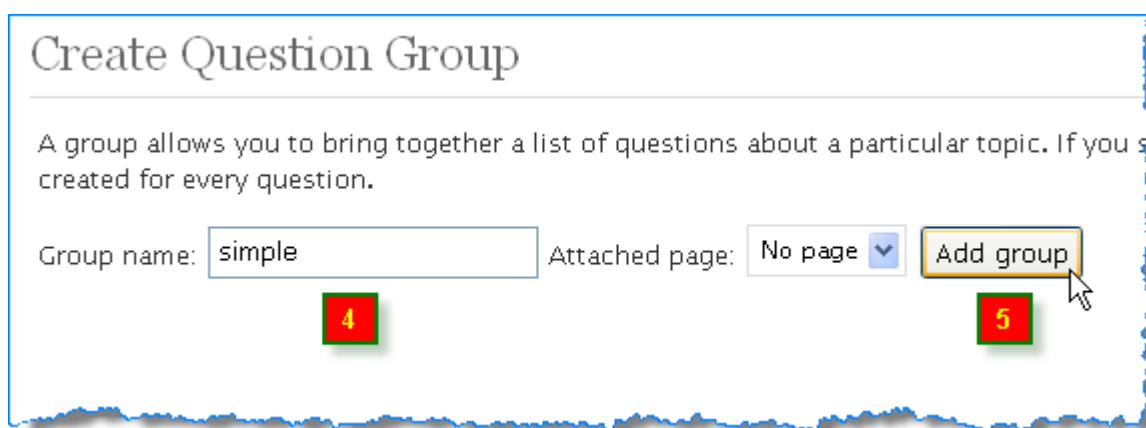 Create Question Group
A group allows you to bring together a list of questions about a particular topic. If you
created for every question.
Group name: simple Attached page: No page Add group
4 5